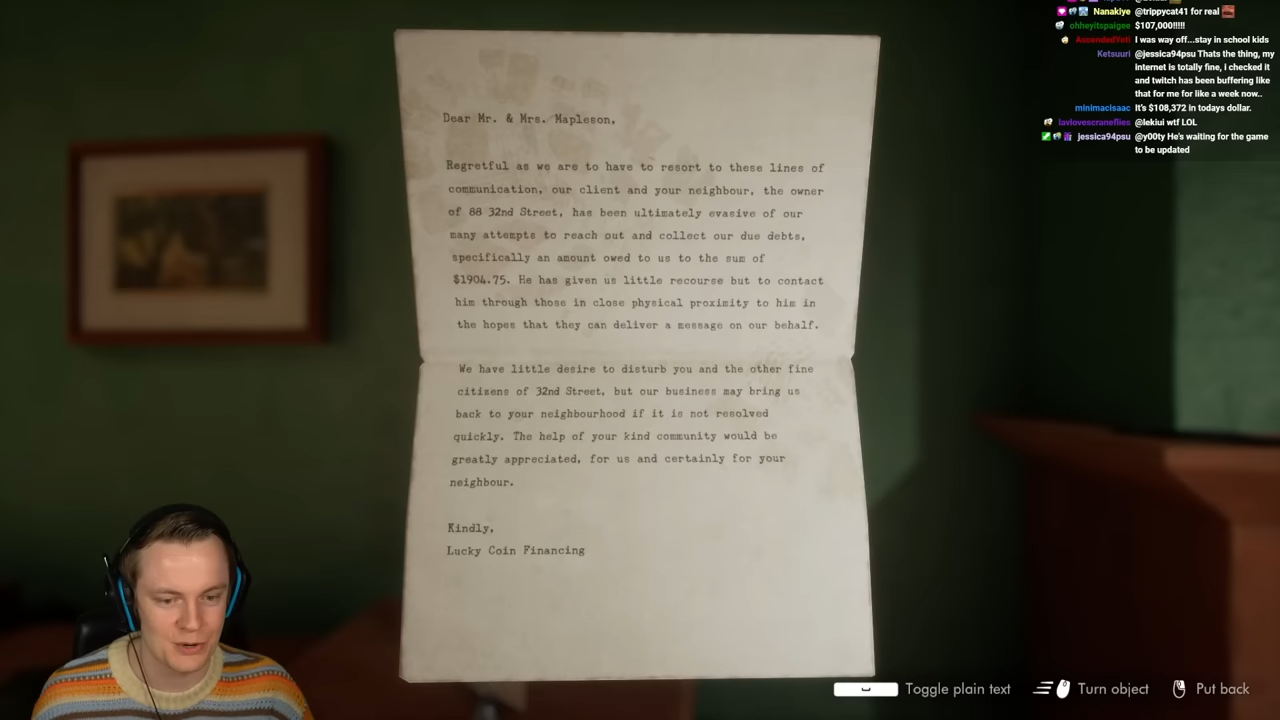 Dear Mr. & Mrs. Mapleson,
Regretful as we are to have to resort to these lines of
communication, our client and your neighbour, the owner
of 88 32nd Street, has been ultimately evasive of our
many attempts to reach out and collect our due debts,
specifically an amount owed to us to the sum of
$1904.75. He has given us little recourse but to contact
him through those in close physical proximity to him in
the hopes that they can deliver a message on our behalf.
We have little desire to disturb you and the other fine
citizens of 32nd Street, but our business may bring us
back to your neighbourhood if it is not resolved
quickly. The help of your kind community would be
greatly appreciated, for us and certainly for your
neighbour.
Kindly,
Lucky Coin Financing
Nanakiye @trippycat41 for real
ohheyitspaigee $107,000!!!!!
AscendedYeti I was way off...stay in school kids
Ketsuuri @jessica94psu Thats the thing, my
internet is totally fine, i checked it
and twitch has been buffering like
that for me for like a week now..
minimacisaac It's $108,372 in todays dollar.
lavlovescraneflies @lekiui wtf LOL
jessica94psu @y00ty He's waiting for the game
to be updated
Toggle plain text
Turn object
Put back